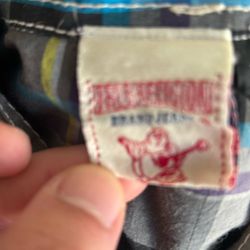 TRUE RELIGION
BRAND JEANS